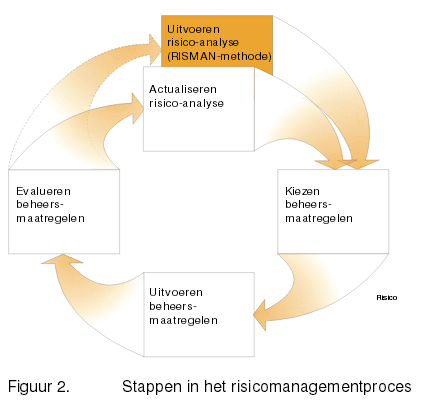 Uitvoeren
risico-analyse
(RISMAN-methode)
Actualiseren
risico-analyse
Evalueren
beheers-
maatregelen
Kiezen
beheers-
maatregelen
Uitvoeren
beheers-
maatregelen
Risico
Figuur 2. Stappen in het risicomanagementproces